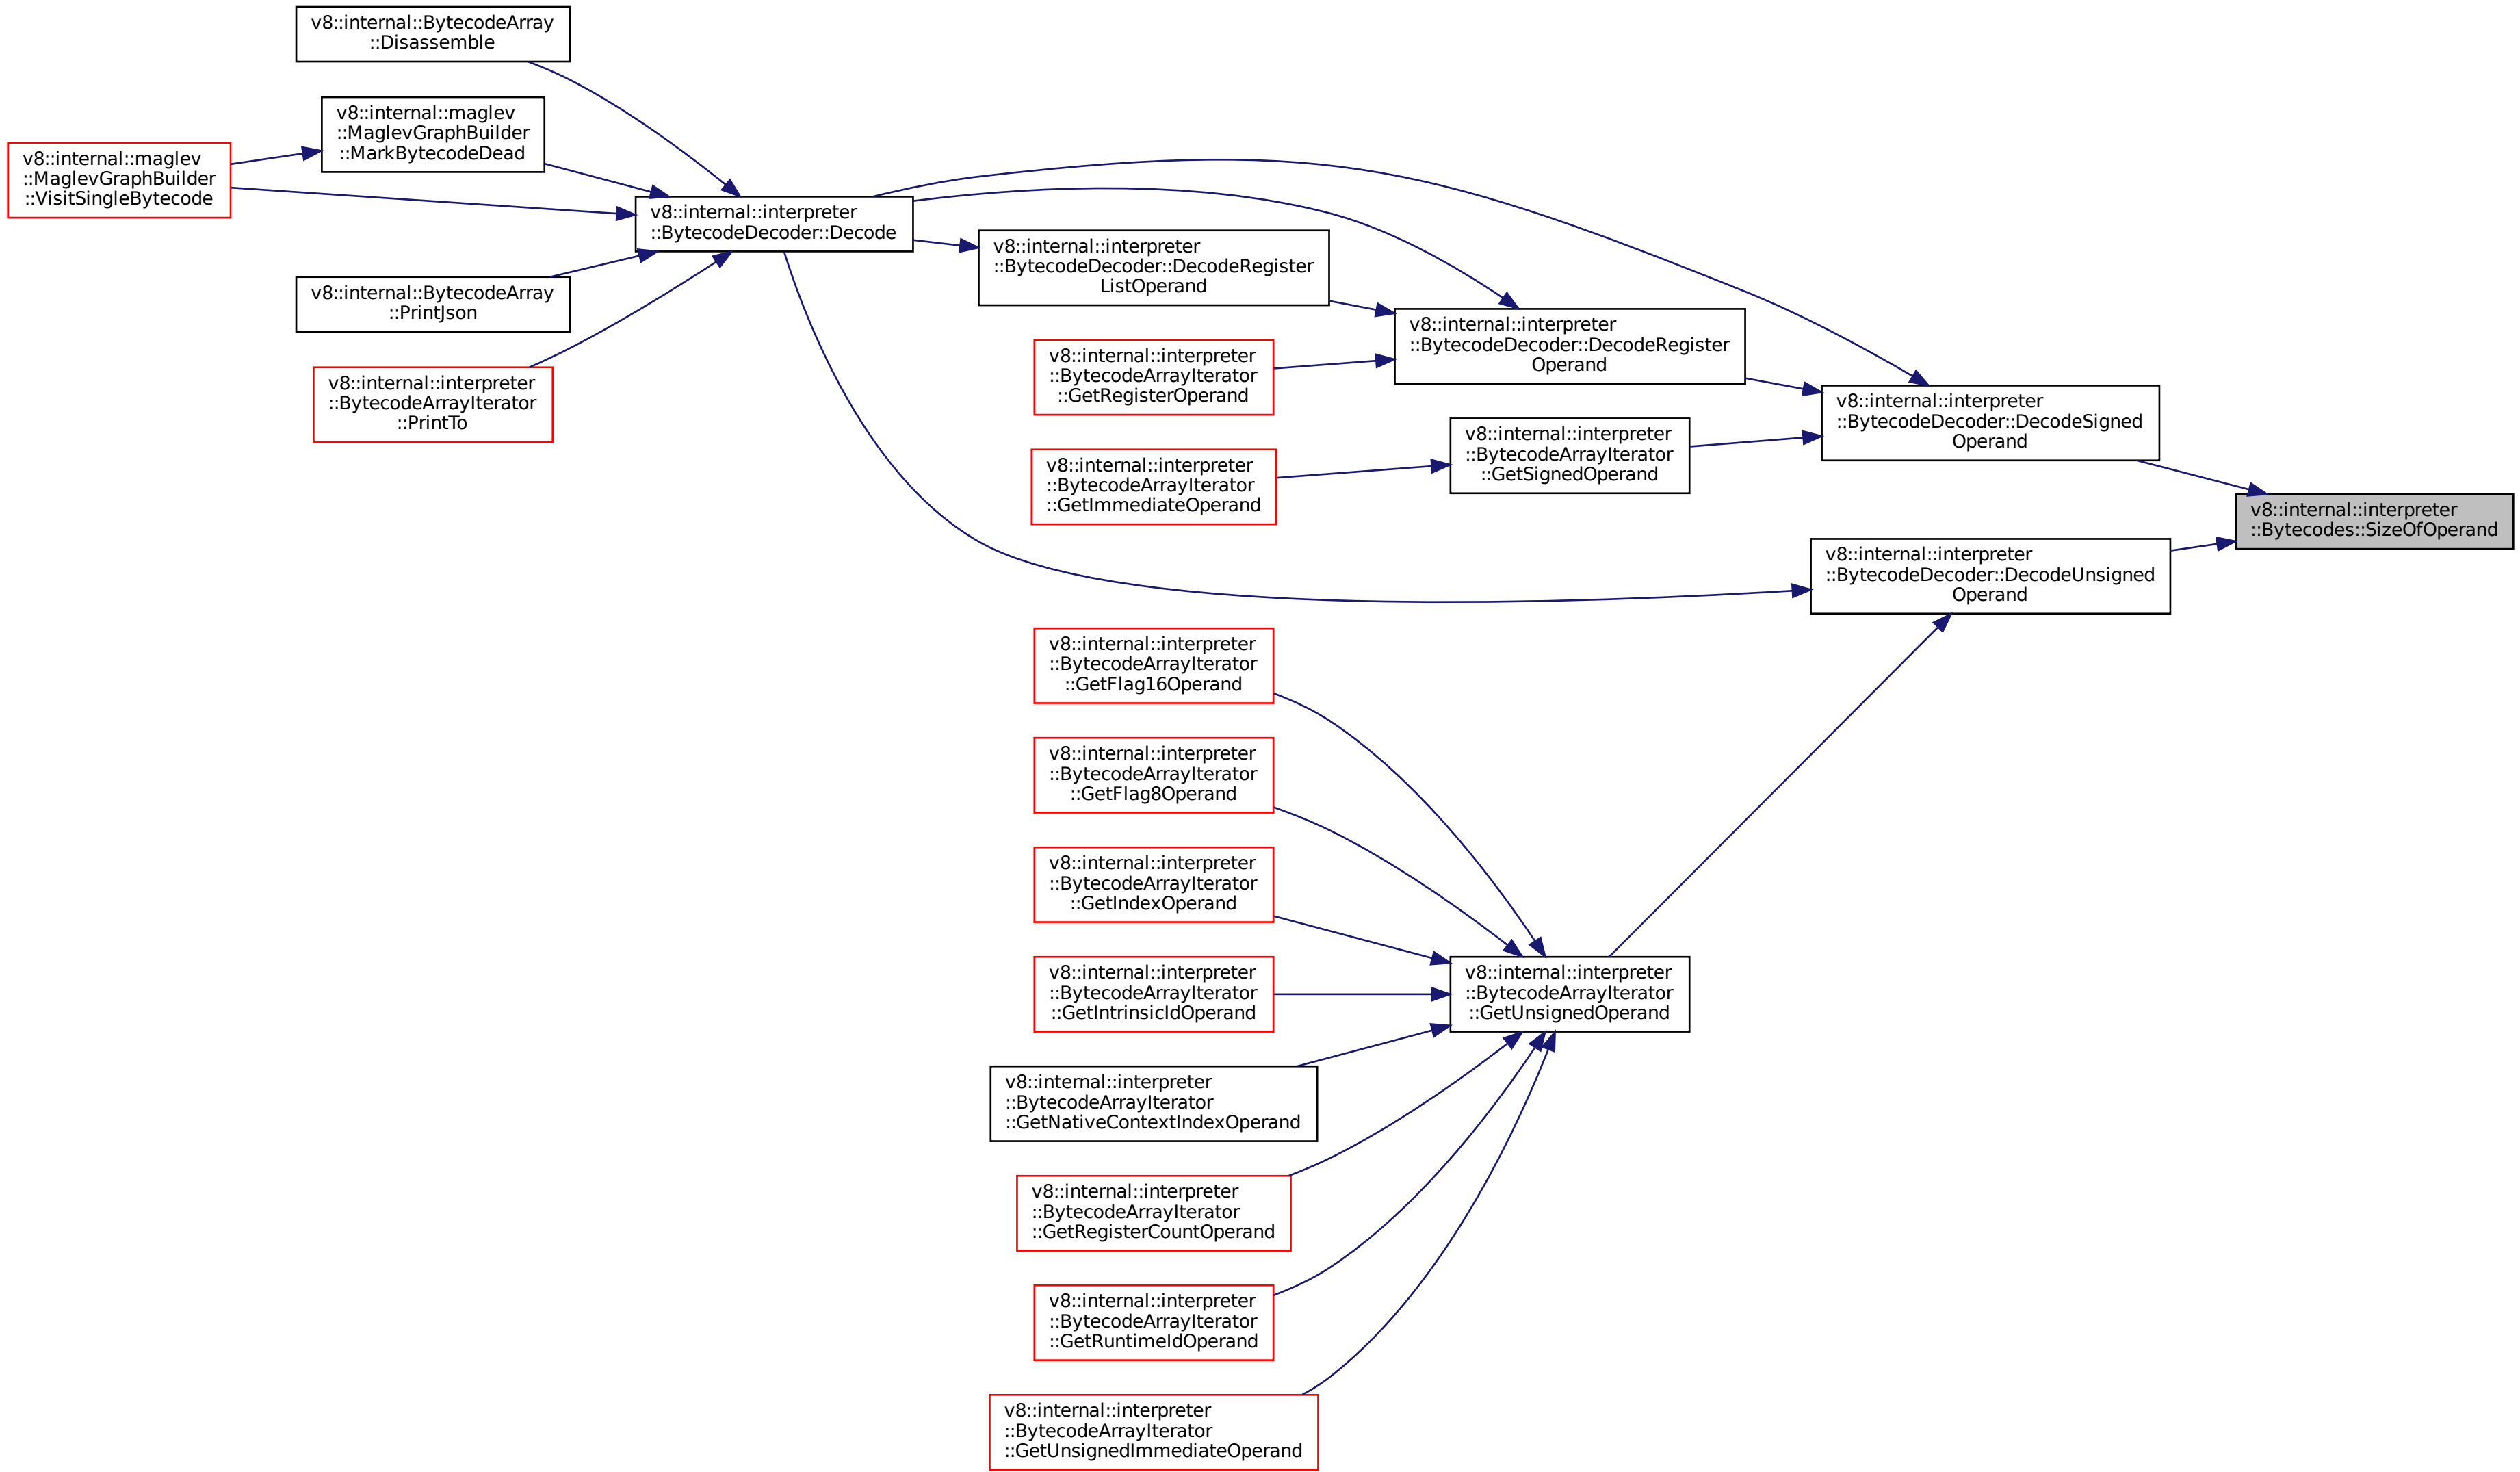 v8::internal::BytecodeArray
::Disassemble
v8::internal::maglev
::MaglevGraphBuilder
::MarkBytecodeDead
v8::internal::maglev
::MaglevGraphBuilder
::VisitSingleBytecode
v8::internal::interpreter
::BytecodeDecoder::Decode
v8::internal::BytecodeArray
::PrintJson
v8::internal::interpreter
::BytecodeArrayIterator
::PrintTo
v8::internal::interpreter
::BytecodeDecoder::DecodeRegister
ListOperand
v8::internal::interpreter
::BytecodeDecoder::DecodeRegister
Operand
v8::internal::interpreter
::BytecodeArrayIterator
::GetRegisterOperand
v8::internal::interpreter
::BytecodeDecoder::DecodeSigned
Operand
v8::internal::interpreter
::BytecodeArrayIterator
::GetSignedOperand
v8::internal::interpreter
::BytecodeArrayIterator
::GetImmediateOperand
v8::internal::interpreter
::Bytecodes::SizeOfOperand
v8::internal::interpreter
::BytecodeDecoder::DecodeUnsigned
Operand
v8::internal::interpreter
::BytecodeArrayIterator
::GetFlag16Operand
v8::internal::interpreter
::BytecodeArrayIterator
::GetFlag8Operand
v8::internal::interpreter
::BytecodeArrayIterator
::GetIndexOperand
v8::internal::interpreter
::BytecodeArrayIterator
::GetIntrinsicIdOperand
v8::internal::interpreter
::BytecodeArrayIterator
::GetUnsignedOperand
v8::internal::interpreter
::BytecodeArrayIterator
::GetNativeContextIndexOperand
v8::internal::interpreter
::BytecodeArrayIterator
::GetRegisterCountOperand
v8::internal::interpreter
::BytecodeArrayIterator
::GetRuntimeIdOperand
v8::internal::interpreter
::BytecodeArrayIterator
::GetUnsignedImmediateOperand